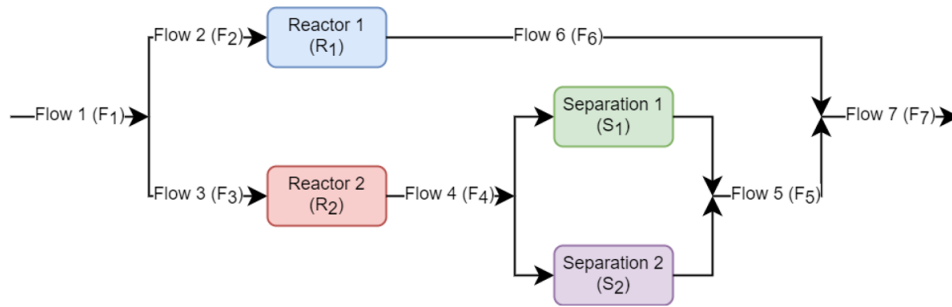 Flow 2 (F₂)
Reactor 1
(R₁)
Flow 6 (F₆)
Flow 1 (F₁)
Separation 1
(S₁)
Flow 7 (F₇)
Flow 3 (F₃)
Reactor 2
(R₂)
Flow 4 (F₄)
Flow 5 (F₅)
Separation 2
(S₂)